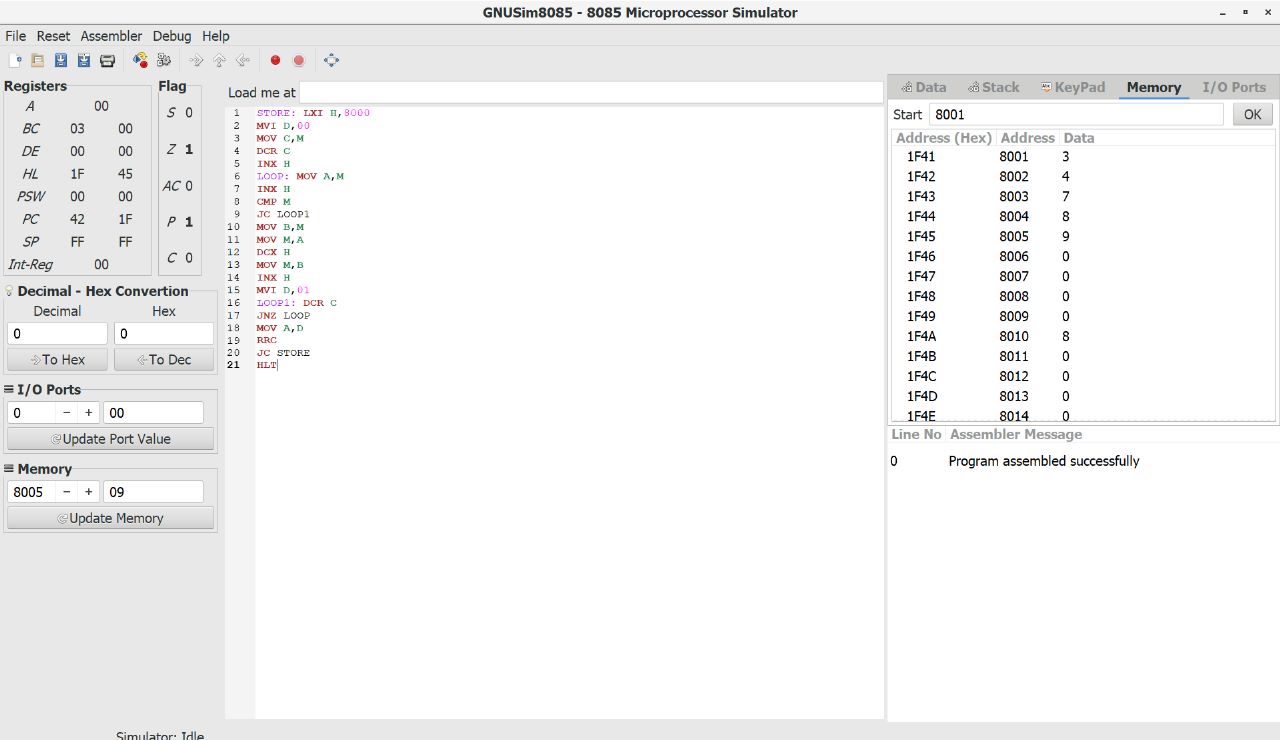 GNUSim8085 - 8085 Microprocessor Simulator
File Reset Assembler Debug Help
Registers
A 00
BC 03 00
DE 00 00
HL 1F 45
PSW 00 00
PC 42 1F
SP FF FF
Int-Reg 00
Flag
S 0
Z 1
AC 0
P 1
C 0
Decimal - Hex Convertion
Decimal Hex
0 0
To Hex To Dec
I/O Ports
0 − + 00
Update Port Value
Memory
8005 − + 09
Update Memory
Load me at
1 STORE: LXI H,8000
2 MVI D,00
3 MOV C,M
4 DCR C
5 INX H
6 LOOP: MOV A,M
7 INX H
8 CMP M
9 JC LOOP1
10 MOV B,M
11 MOV M,A
12 DCX H
13 MOV M,B
14 INX H
15 MVI D,01
16 LOOP1: DCR C
17 JNZ LOOP
18 MOV A,D
19 RRC
20 JC STORE
21 HLT
Data Stack KeyPad Memory I/O Ports
Start 8001 OK
Address (Hex) Address Data
1F41 8001 3
1F42 8002 4
1F43 8003 7
1F44 8004 8
1F45 8005 9
1F46 8006 0
1F47 8007 0
1F48 8008 0
1F49 8009 0
1F4A 8010 8
1F4B 8011 0
1F4C 8012 0
1F4D 8013 0
1F4E 8014 0
Line No Assembler Message
0 Program assembled successfully
Simulator: Idle